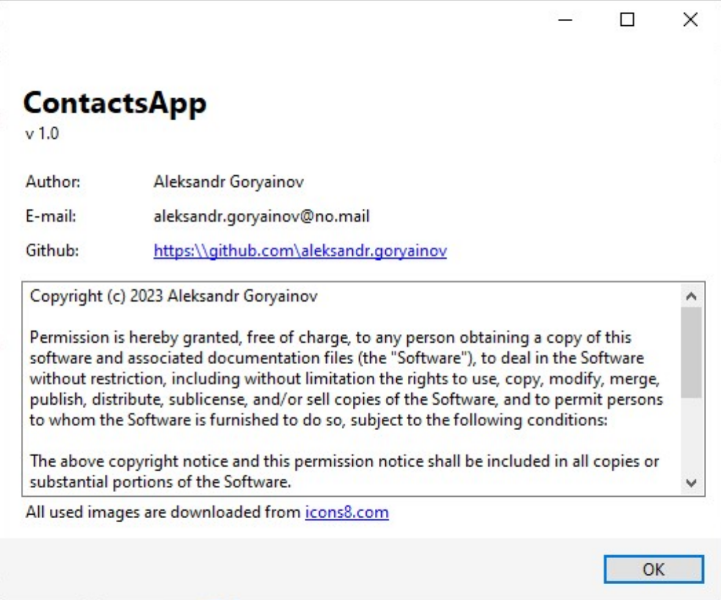 ContactsApp
v 1.0
Author: Aleksandr Goryainov
E-mail: aleksandr.goryainov@no.mail
Github: https:\\github.com\aleksandr.goryainov
Copyright (c) 2023 Aleksandr Goryainov
Permission is hereby granted, free of charge, to any person obtaining a copy of this
software and associated documentation files (the "Software"), to deal in the Software
without restriction, including without limitation the rights to use, copy, modify, merge,
publish, distribute, sublicense, and/or sell copies of the Software, and to permit persons
to whom the Software is furnished to do so, subject to the following conditions:
The above copyright notice and this permission notice shall be included in all copies or
substantial portions of the Software.
All used images are downloaded from icons8.com
OK